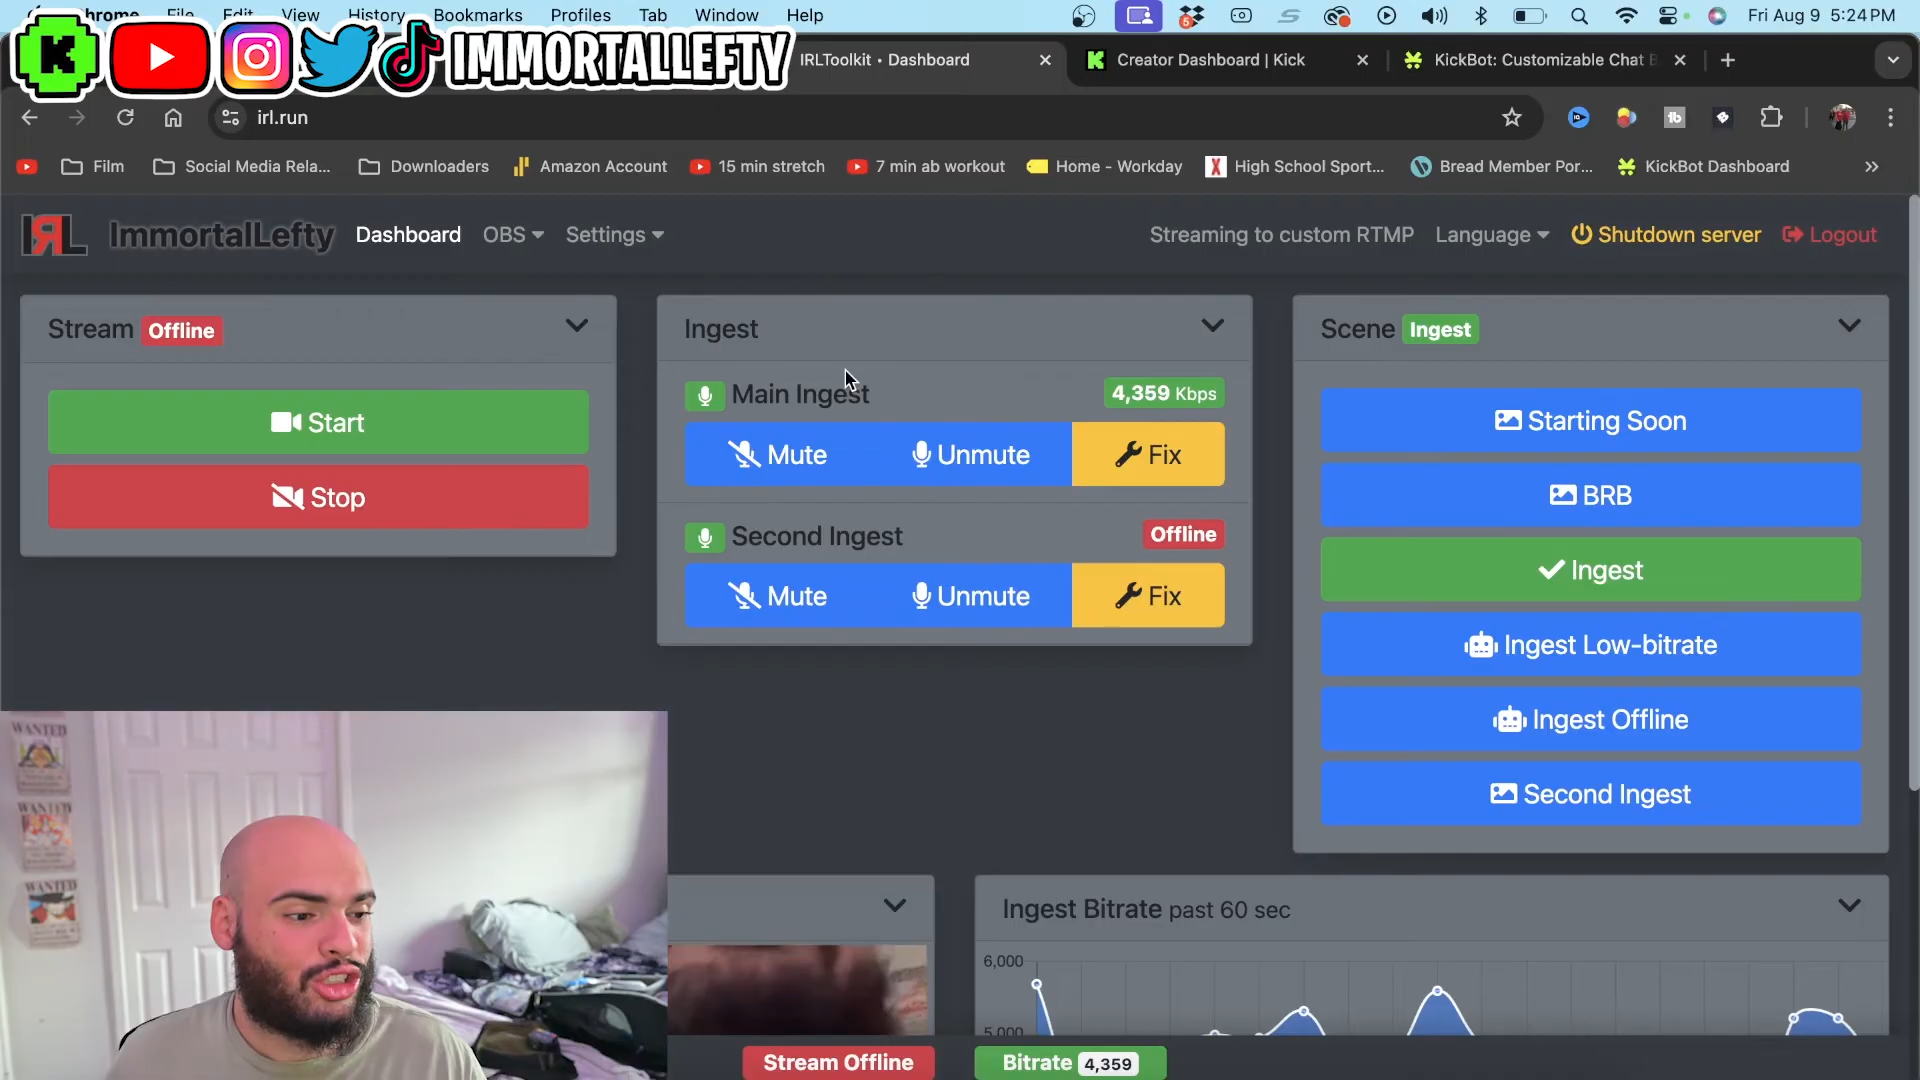 Chrome File Edit View History Bookmarks Profiles Tab Window Help
Fri Aug 9 5:24 PM
IMMORTALLEFTY
IRLToolkit • Dashboard
Creator Dashboard | Kick
KickBot: Customizable Chat B
irl.run
Film
Social Media Rela...
Downloaders
Amazon Account
15 min stretch
7 min ab workout
Home - Workday
High School Sport...
Bread Member Por...
KickBot Dashboard
IRL
ImmortalLefty
Dashboard
OBS
Settings
Streaming to custom RTMP
Language
Shutdown server
Logout
Stream Offline
Start
Stop
Ingest
Main Ingest
4,359 Kbps
Mute
Unmute
Fix
Second Ingest
Offline
Mute
Unmute
Fix
Scene Ingest
Starting Soon
BRB
Ingest
Ingest Low-bitrate
Ingest Offline
Second Ingest
WANTED
WANTED
WANTED
Ingest Bitrate past 60 sec
6,000
5,000
Stream Offline
Bitrate 4,359